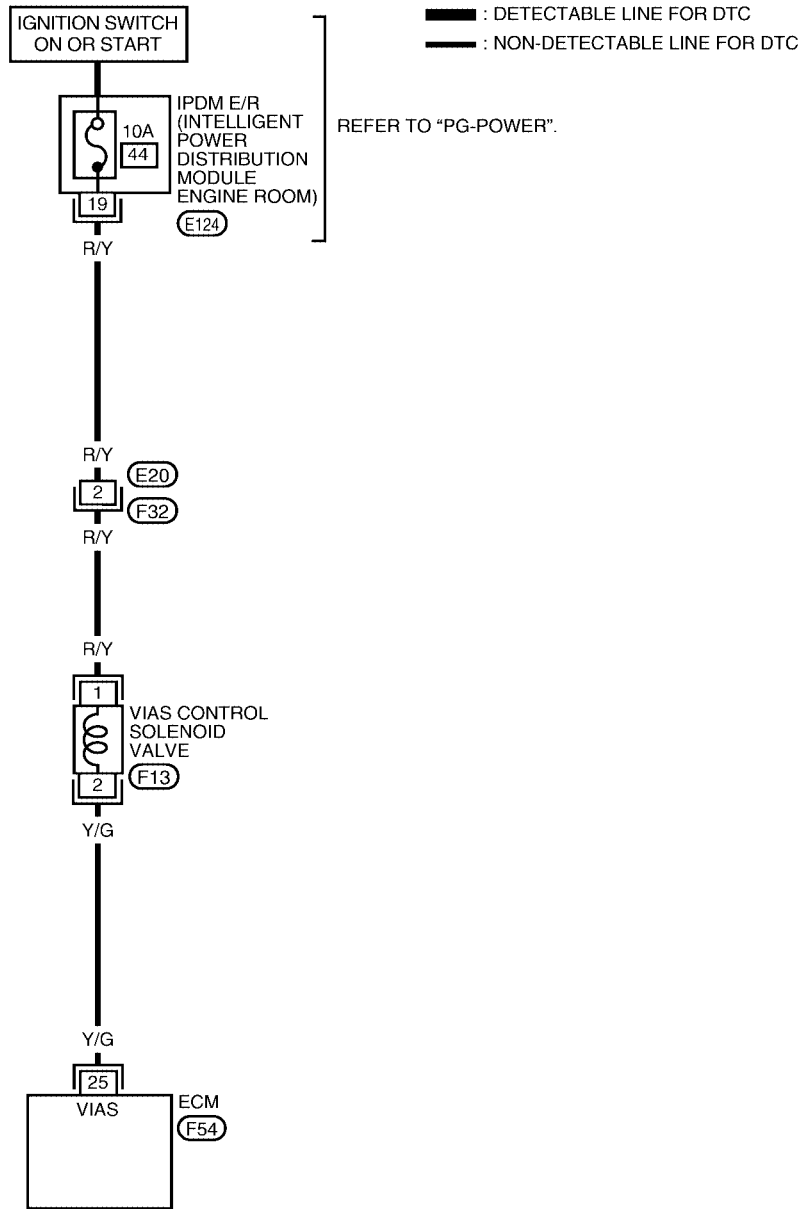 IGNITION SWITCH
ON OR START
: DETECTABLE LINE FOR DTC
: NON-DETECTABLE LINE FOR DTC
IPDM E/R
(INTELLIGENT
POWER
DISTRIBUTION
MODULE
ENGINE ROOM)
10A
44
19
E124
REFER TO “PG-POWER”.
R/Y
R/Y
E20
2
F32
R/Y
R/Y
1
VIAS CONTROL
SOLENOID
VALVE
F13
2
Y/G
Y/G
25
VIAS
ECM
F54